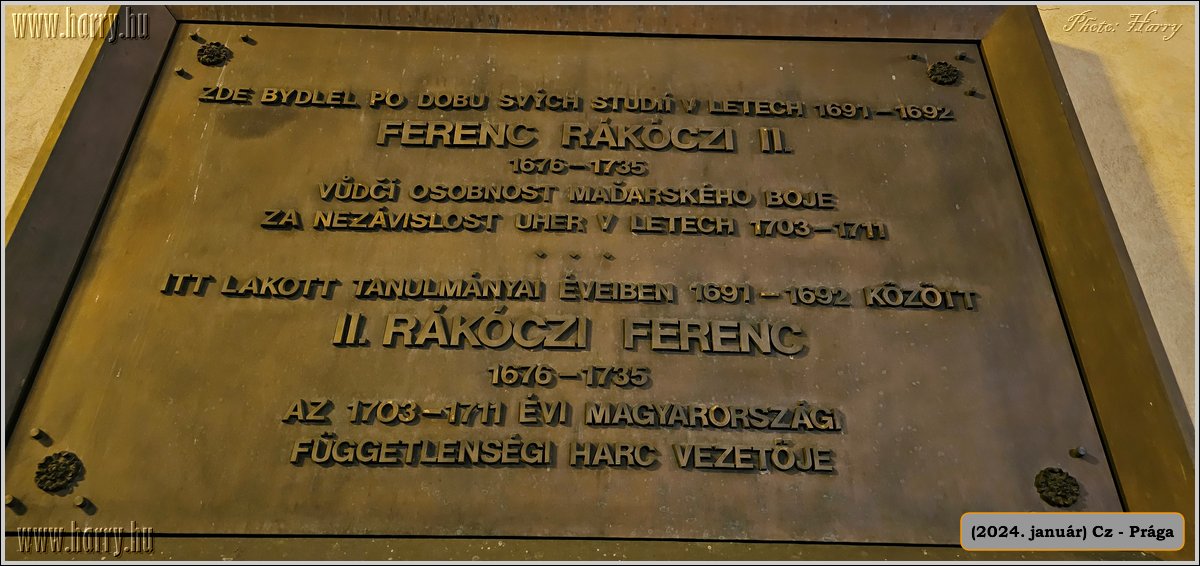 www.harry.hu
Photo: Harry
ZDE BYDLEL PO DOBU SVÝCH STUDIÍ V LETECH 1691–1692
FERENC RÁKÓCZI II.
1676–1735
VŮDČÍ OSOBNOST MAĎARSKÉHO BOJE
ZA NEZÁVISLOST UHER V LETECH 1703–1711
ITT LAKOTT TANULMÁNYAI ÉVEIBEN 1691–1692 KÖZÖTT
II. RÁKÓCZI FERENC
1676–1735
AZ 1703–1711 ÉVI MAGYARORSZÁGI
FÜGGETLENSÉGI HARC VEZETŐJE
www.harry.hu
(2024. január) Cz - Prága